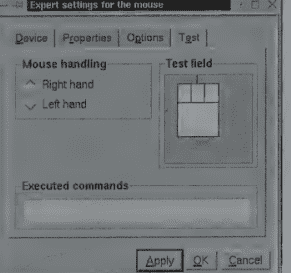 Expert settings for the mouse
Device Properties Options Test
Mouse handling
Right hand
Left hand
Test field
Executed commands
Apply OK Cancel